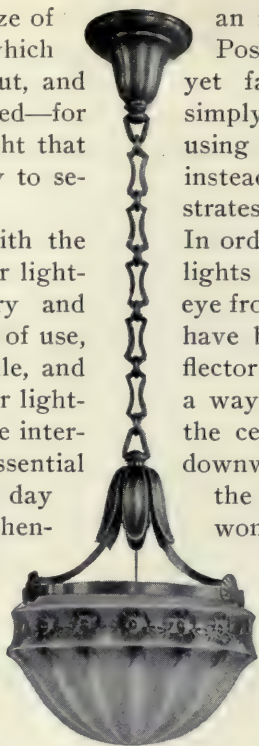 ze of
which
ut, and
ed—for
ght that
y to se-
ith the
r light-
ry and
of use,
le, and
r light-
e inter-
ssential
day
hen-
an
Pos
yet fa
simply
using
instead
strates
In ord
lights
eye fro
have b
flector
a way
the ce
downw
the
won